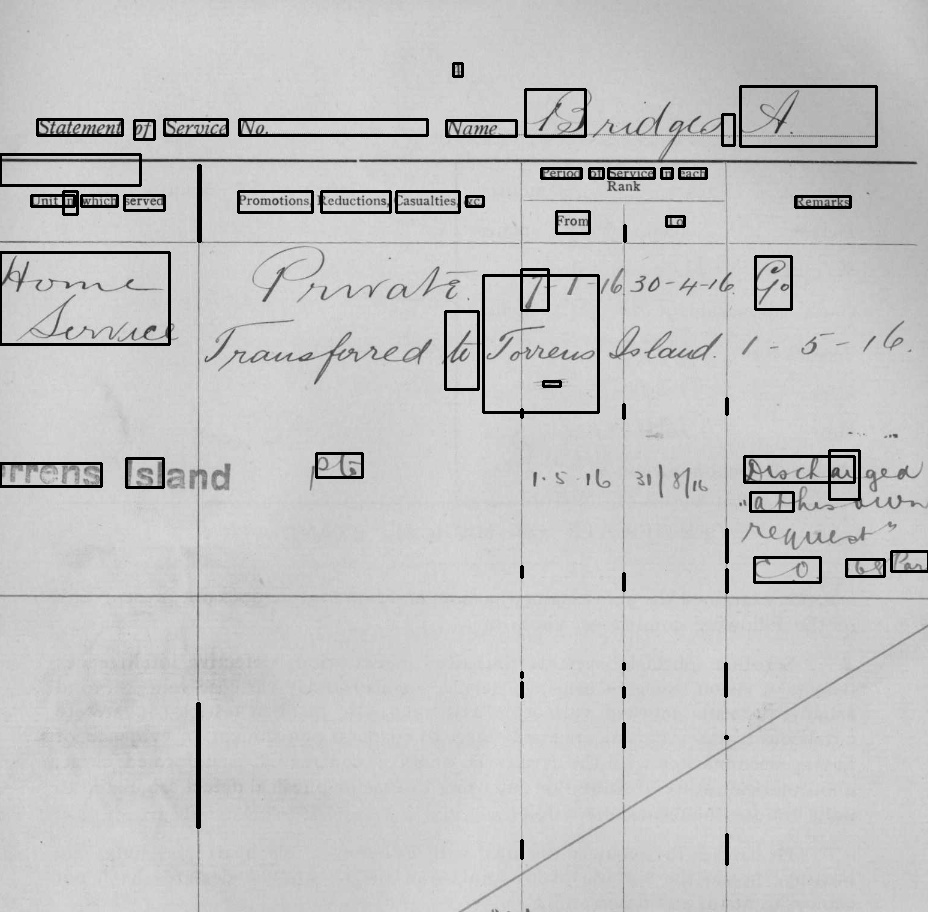 Statement of Service No. Name Bridges A.
Unit in which served Promotions, Reductions, Casualties, &c. Period of Service in each Rank Remarks
From To
Home Service Private. 7-1-16 30-4-16. Go
Transferred to Torrens Island. 1-5-16.
orrens Island Pte 1·5·16 31/8/16 Discharged
"at his own
request"
C.O. 68 Par